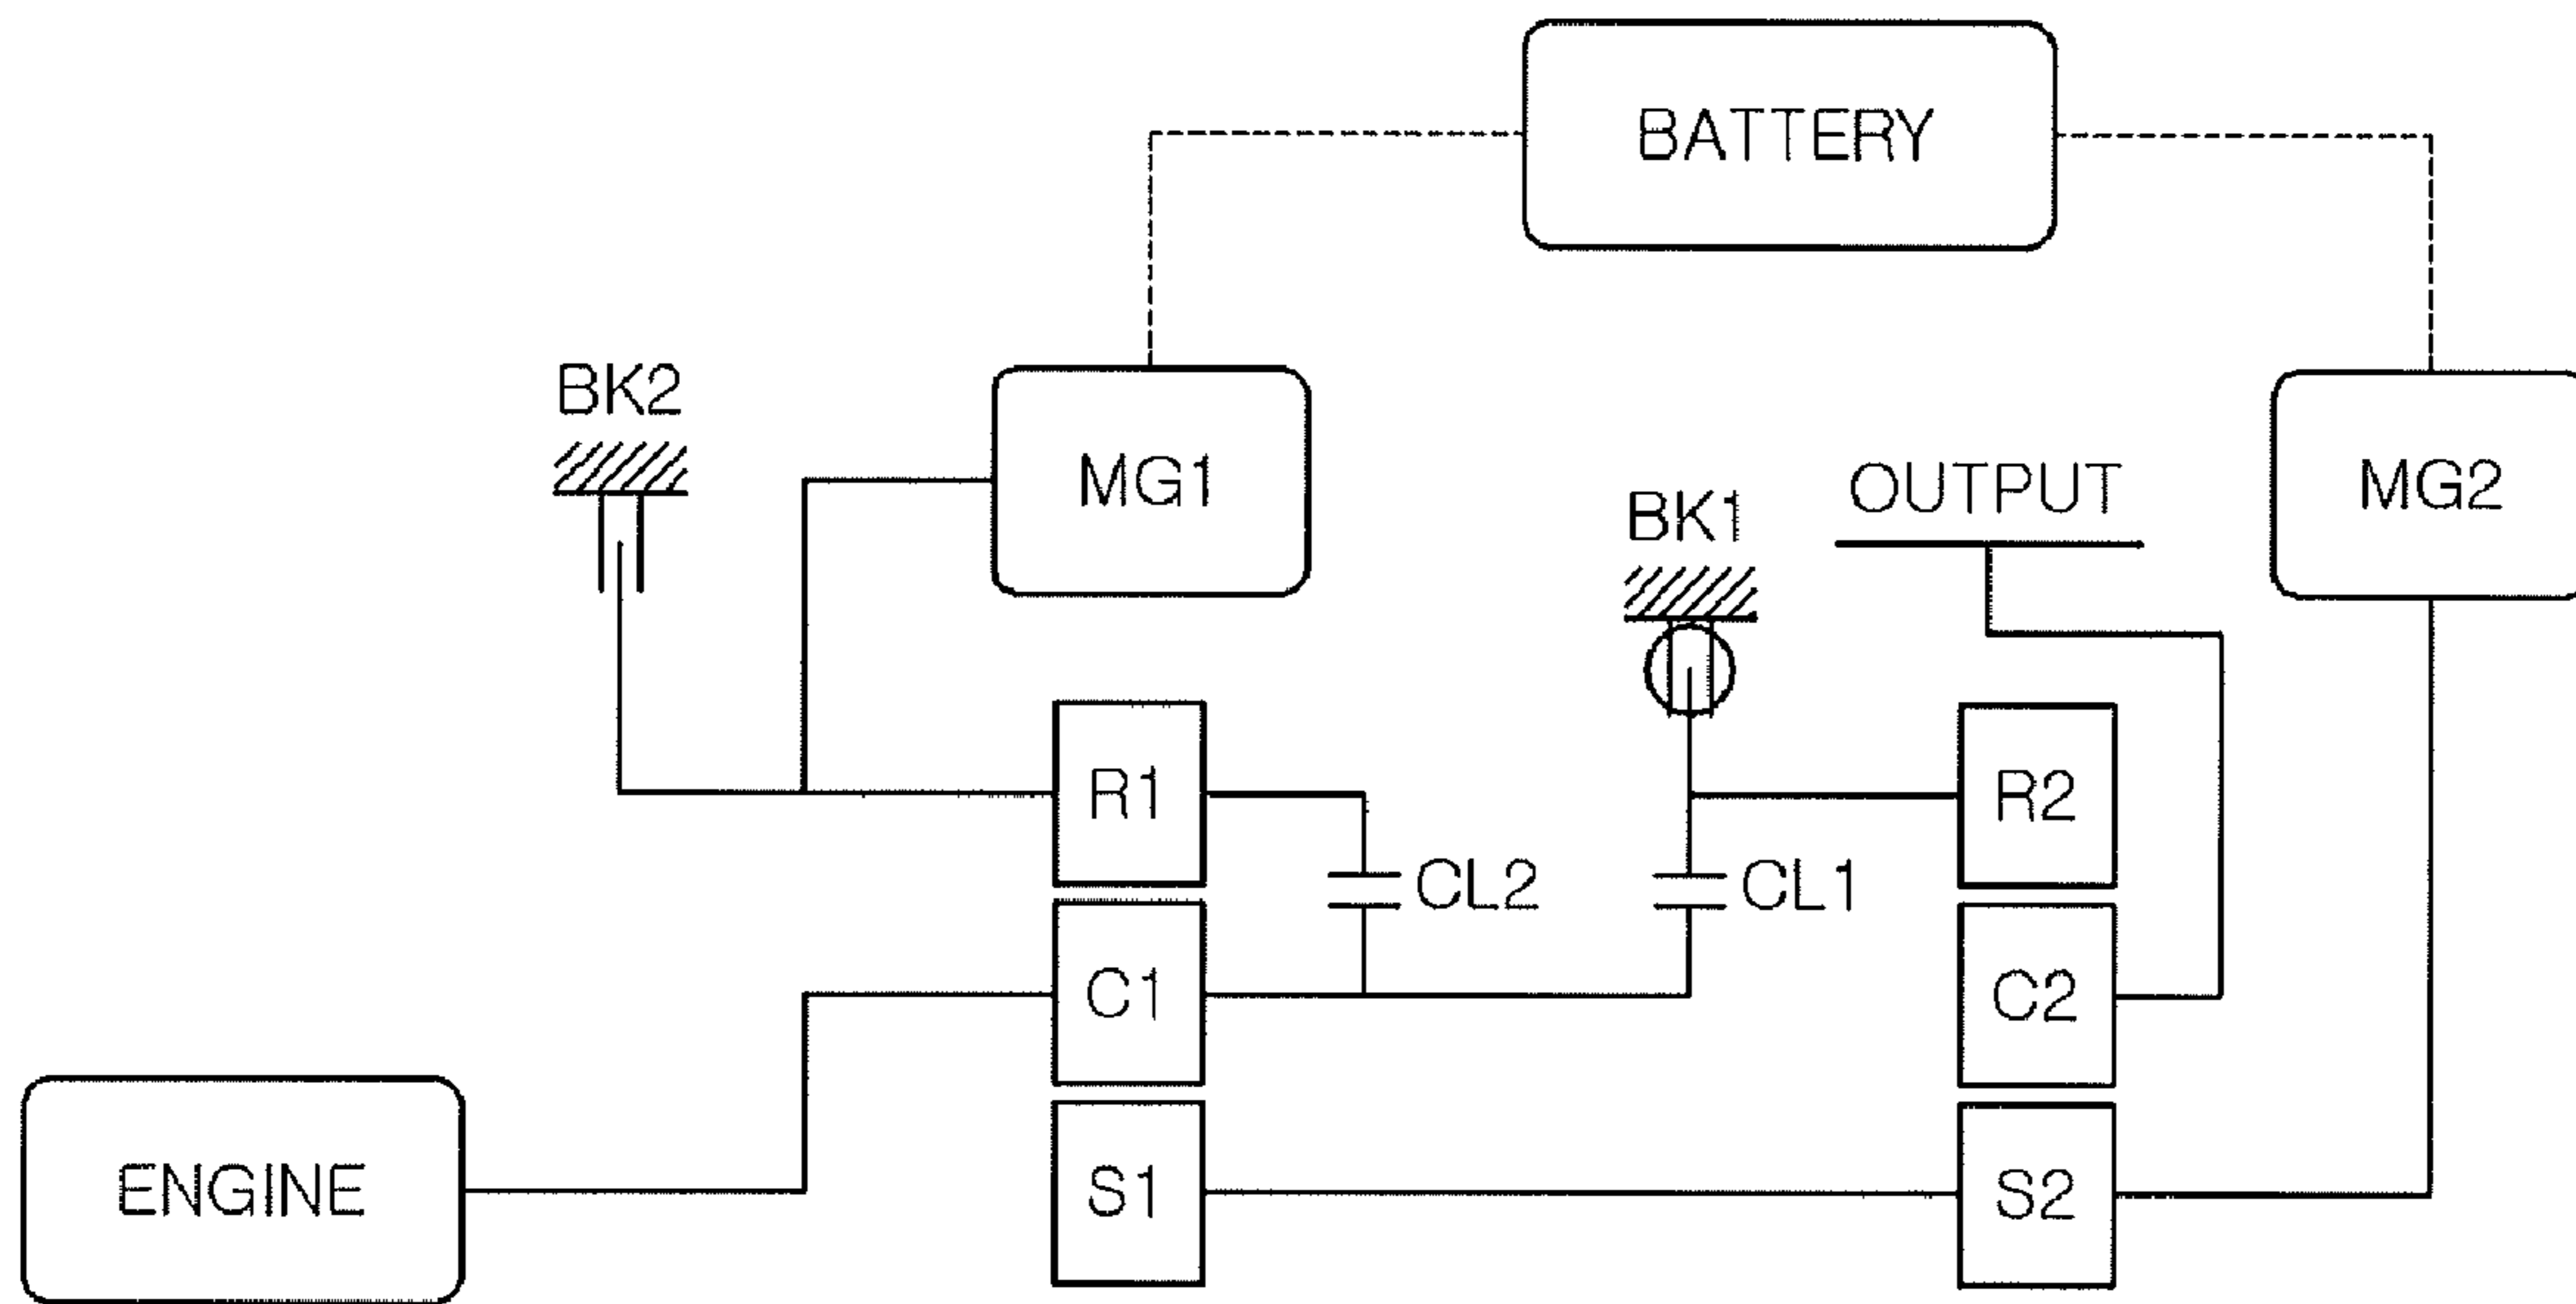 BATTERY
BK2
MG1
BK1
OUTPUT
MG2
R1
R2
CL2
CL1
C1
C2
ENGINE
S1
S2